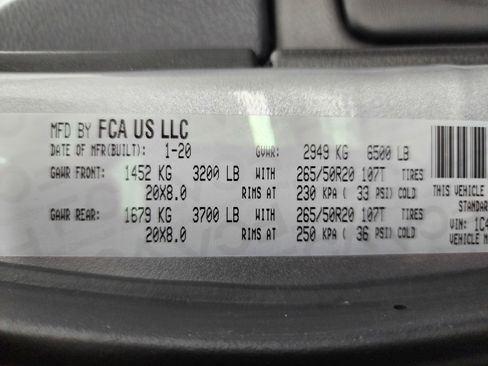 MFD BY FCA US LLC
DATE OF MFR(BUILT): 1-20 GVWR: 2949 KG 6500 LB
GAWR FRONT: 1452 KG 3200 LB WITH 265/50R20 107T TIRES
20X8.0 RIMS AT 230 KPA ( 33 PSI) COLD
GAWR REAR: 1679 KG 3700 LB WITH 265/50R20 107T TIRES
20X8.0 RIMS AT 250 KPA ( 36 PSI) COLD
THIS VEHICLE
STANDAR
VIN: 1C4
VEHICLE M